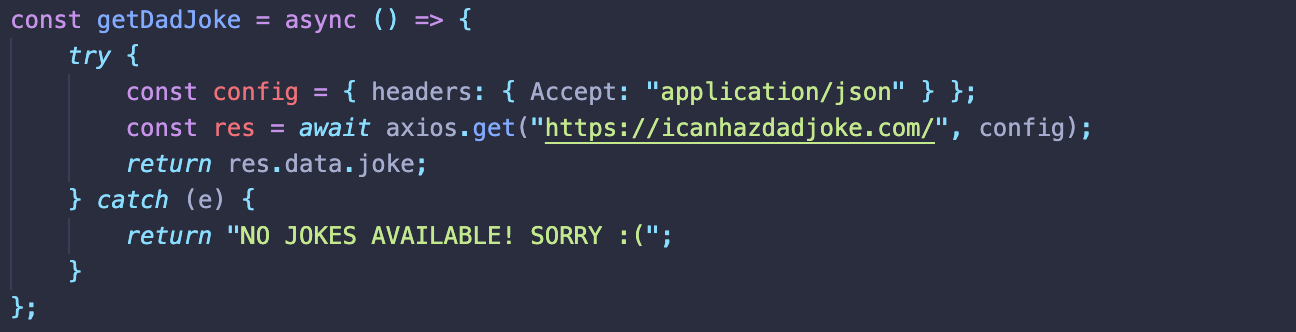 const getDadJoke = async () => {
    try {
        const config = { headers: { Accept: "application/json" } };
        const res = await axios.get("https://icanhazdadjoke.com/", config);
        return res.data.joke;
    } catch (e) {
        return "NO JOKES AVAILABLE! SORRY :(";
    }
};